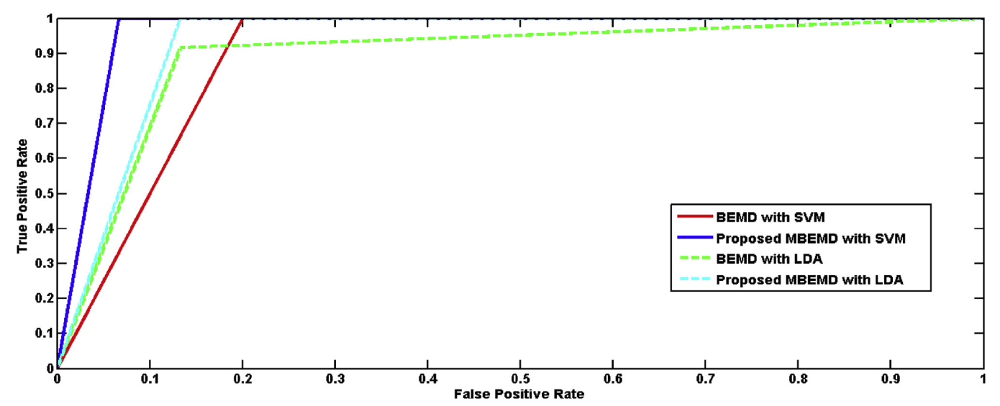 1
0.9
0.8
0.7
0.6
0.5
0.4
0.3
0.2
0.1
0
True Positive Rate
BEMD with SVM
Proposed MBEMD with SVM
BEMD with LDA
Proposed MBEMD with LDA
0 0.1 0.2 0.3 0.4 0.5 0.6 0.7 0.8 0.9 1
False Positive Rate